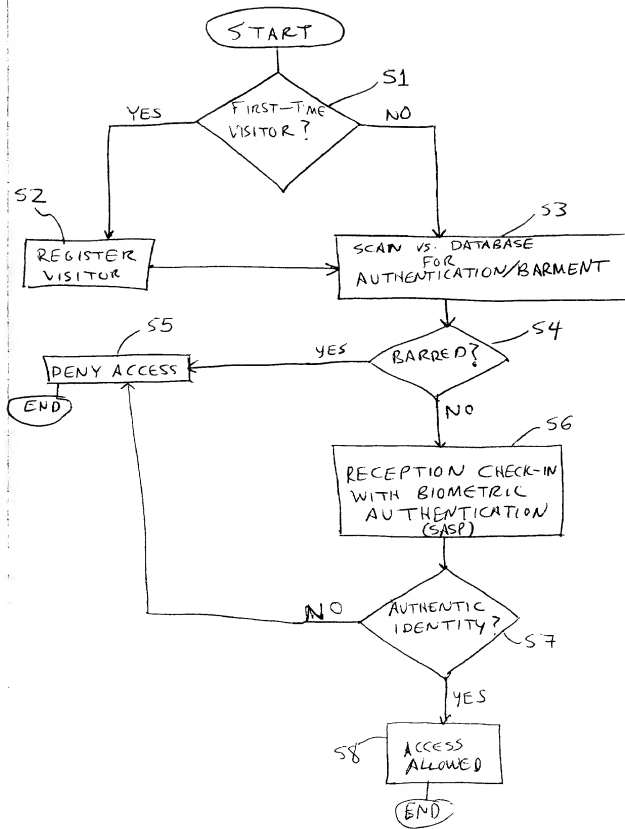 START
S1
FIRST-TIME
VISITOR?
YES
NO
S2
REGISTER
VISITOR
S3
SCAN VS. DATABASE
FOR
AUTHENTICATION/BARMENT
S4
BARRED?
YES
S5
DENY ACCESS
END
NO
S6
RECEPTION CHECK-IN
WITH BIOMETRIC
AUTHENTICATION
(SASP)
AUTHENTIC
IDENTITY?
NO
S7
YES
S8
ACCESS
ALLOWED
END